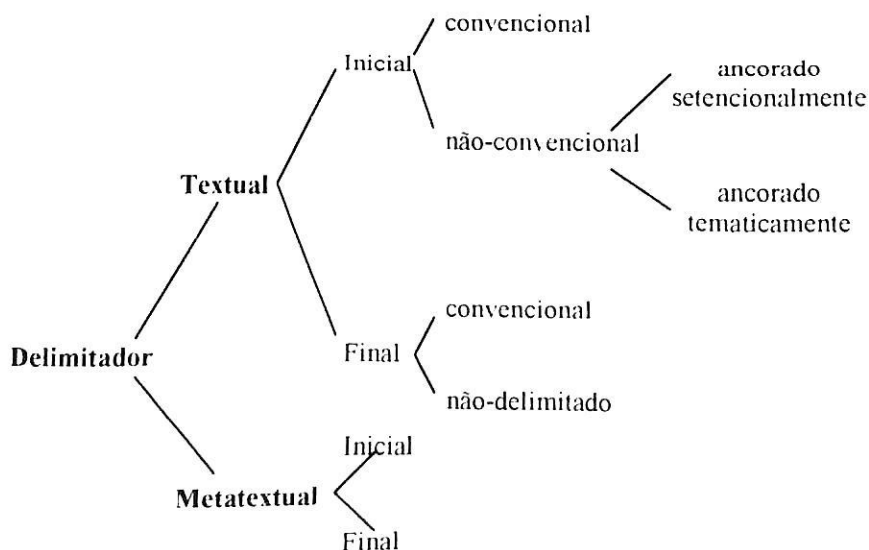 convencional
Inicial
ancorado
setencionalmente
não-convencional
Textual
ancorado
tematicamente
convencional
Final
Delimitador
não-delimitado
Inicial
Metatextual
Final